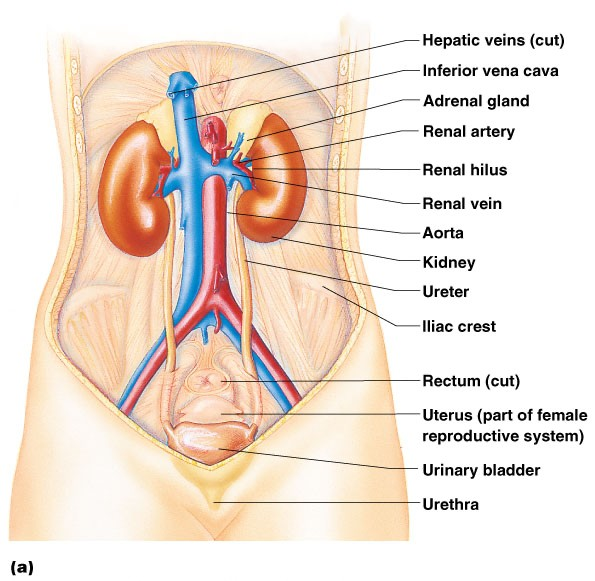 Hepatic veins (cut)
Inferior vena cava
Adrenal gland
Renal artery
Renal hilus
Renal vein
Aorta
Kidney
Ureter
Iliac crest
Rectum (cut)
Uterus (part of female
reproductive system)
Urinary bladder
Urethra
(a)